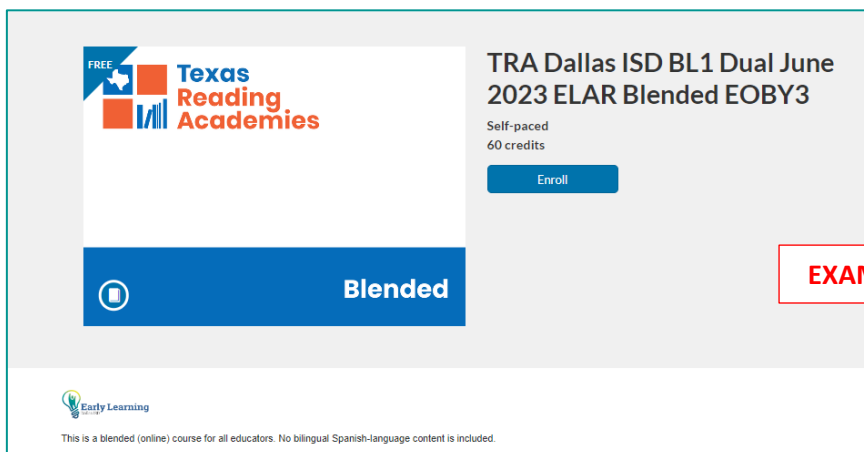 FREE
Texas
Reading
Academies
Blended
TRA Dallas ISD BL1 Dual June
2023 ELAR Blended EOBY3
Self-paced
60 credits
Enroll
EXAM
Early Learning
This is a blended (online) course for all educators. No bilingual Spanish-language content is included.